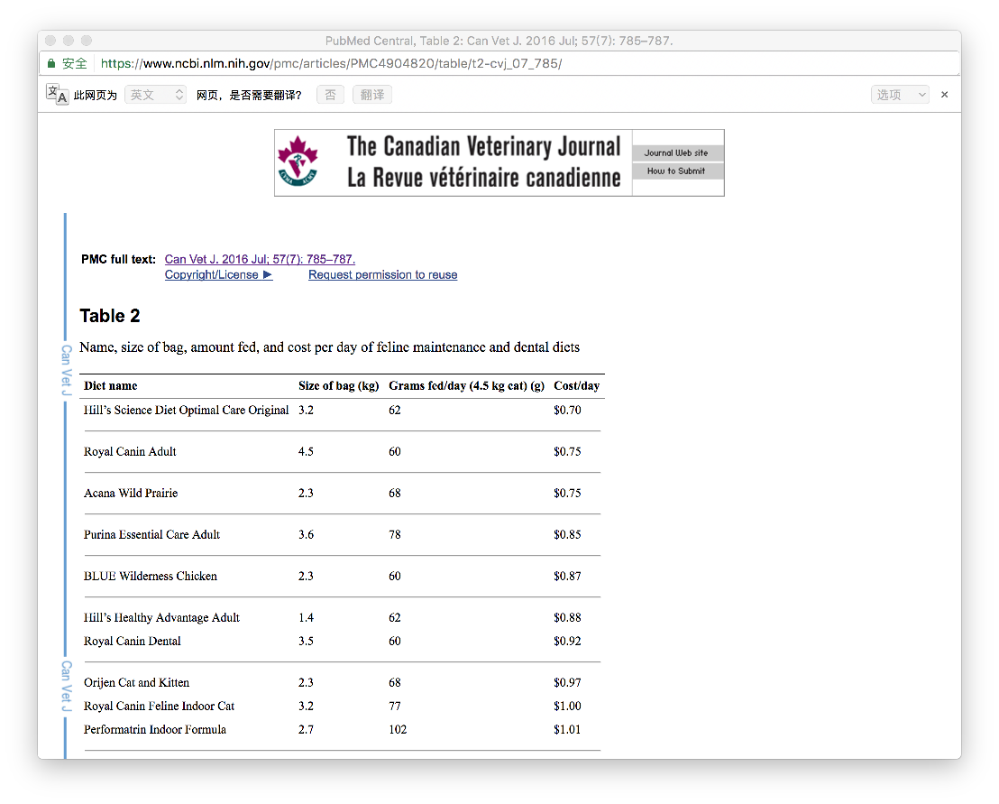 PubMed Central, Table 2: Can Vet J. 2016 Jul; 57(7): 785–787.
安全 https://www.ncbi.nlm.nih.gov/pmc/articles/PMC4904820/table/t2-cvj_07_785/
此网页为 英文 网页，是否需要翻译？ 否 翻译 选项 ×
The Canadian Veterinary Journal
La Revue vétérinaire canadienne
Journal Web site
How to Submit
PMC full text: Can Vet J. 2016 Jul; 57(7): 785–787.
Copyright/License ► Request permission to reuse
Table 2
Name, size of bag, amount fed, and cost per day of feline maintenance and dental diets
Diet name Size of bag (kg) Grams fed/day (4.5 kg cat) (g) Cost/day
Hill’s Science Diet Optimal Care Original 3.2 62 $0.70
Royal Canin Adult 4.5 60 $0.75
Acana Wild Prairie 2.3 68 $0.75
Purina Essential Care Adult 3.6 78 $0.85
BLUE Wilderness Chicken 2.3 60 $0.87
Hill’s Healthy Advantage Adult 1.4 62 $0.88
Royal Canin Dental 3.5 60 $0.92
Orijen Cat and Kitten 2.3 68 $0.97
Royal Canin Feline Indoor Cat 3.2 77 $1.00
Performatrin Indoor Formula 2.7 102 $1.01
Can Vet J
Can Vet J